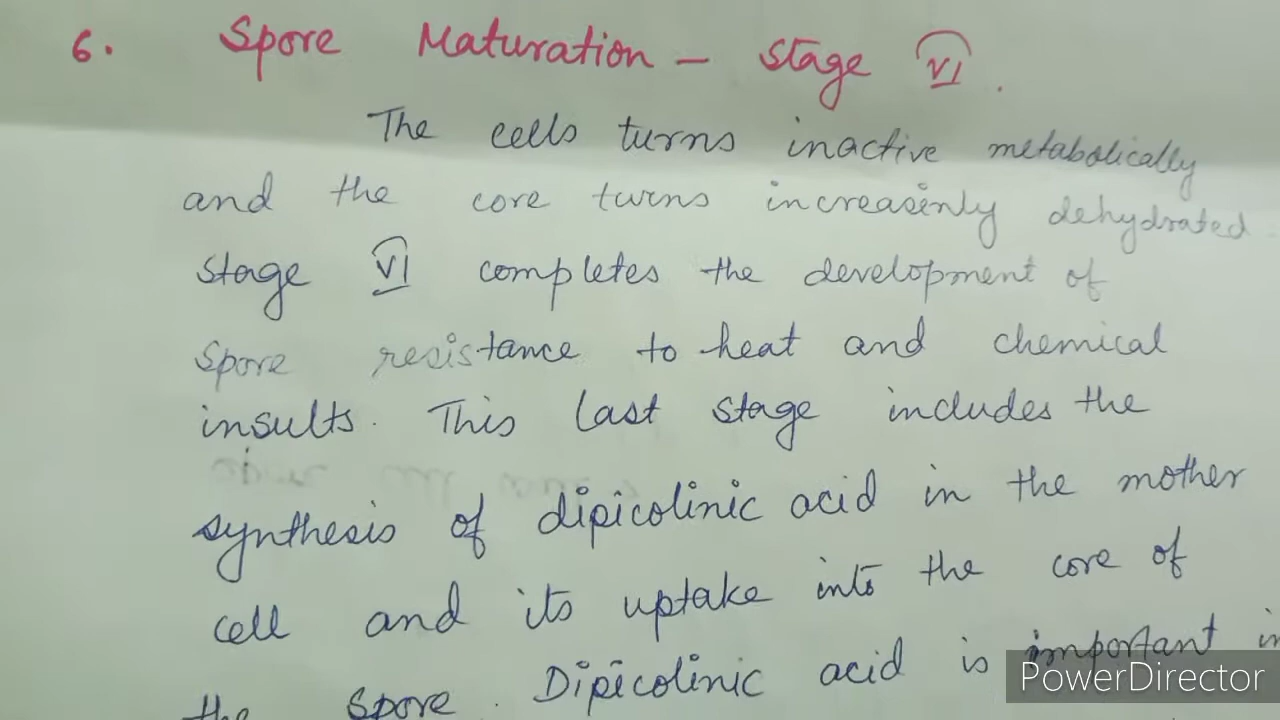 6. Spore Maturation - Stage VI.
The cells turns inactive metabolically
and the core turns increasinly dehydrated
Stage VI completes the development of
spore resistance to heat and chemical
insults. This last stage includes the
synthesis of dipicolinic acid in the mother
cell and its uptake into the core of
the spore. Dipicolinic acid is important in
PowerDirector